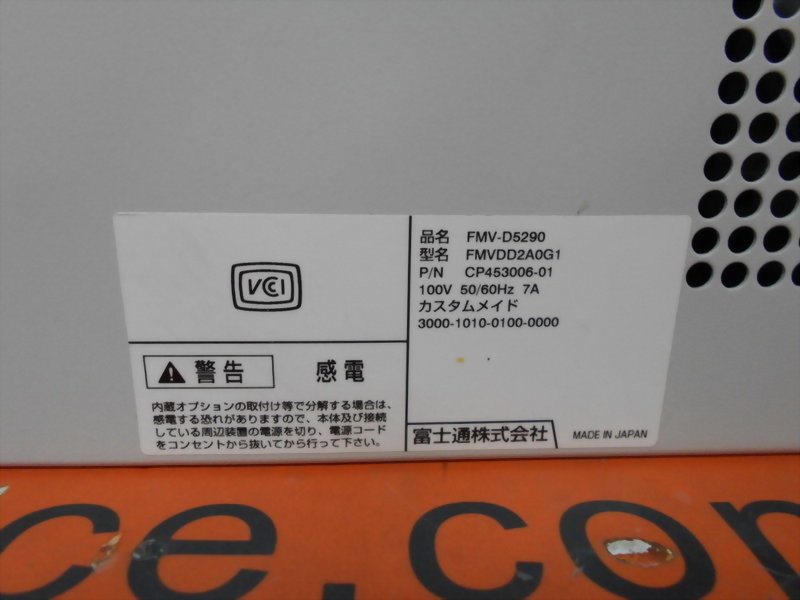 VCCI
警告 感電
内蔵オプションの取付け等で分解する場合は、
感電する恐れがありますので、本体及び接続
している周辺装置の電源を切り、電源コード
をコンセントから抜いてから行って下さい。
品名 FMV-D5290
型名 FMVDD2A0G1
P/N CP453006-01
100V 50/60Hz 7A
カスタムメイド
3000-1010-0100-0000
富士通株式会社 MADE IN JAPAN
ce.con